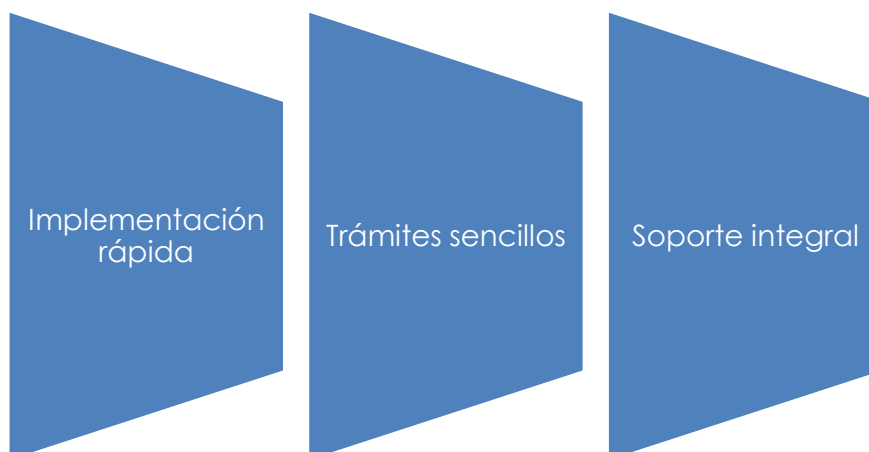 Implementación
rápida
Trámites sencillos
Soporte integral